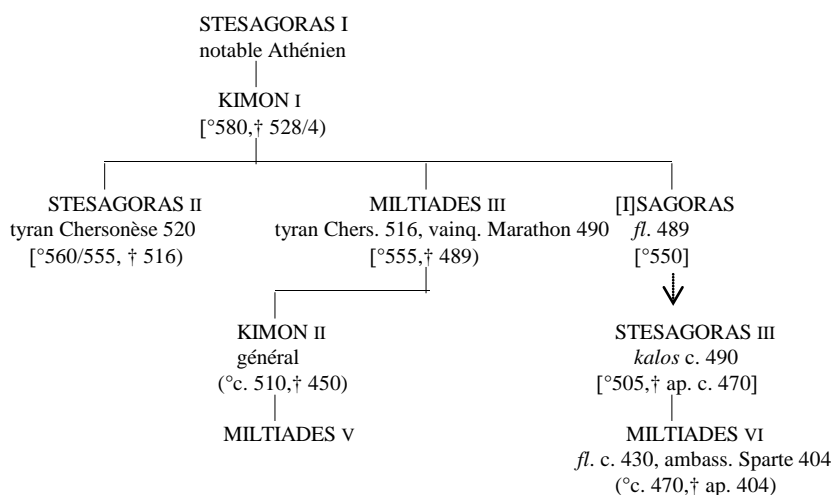 STESAGORAS I
notable Athénien
KIMON I
[°580,† 528/4)
STESAGORAS II
tyran Chersonèse 520
[°560/555, † 516)
MILTIADES III
tyran Chers. 516, vainq. Marathon 490
[°555,† 489)
[I]SAGORAS
fl. 489
[°550]
KIMON II
général
(°c. 510,† 450)
STESAGORAS III
kalos c. 490
[°505,† ap. c. 470]
MILTIADES V
MILTIADES VI
fl. c. 430, ambass. Sparte 404
(°c. 470,† ap. 404)